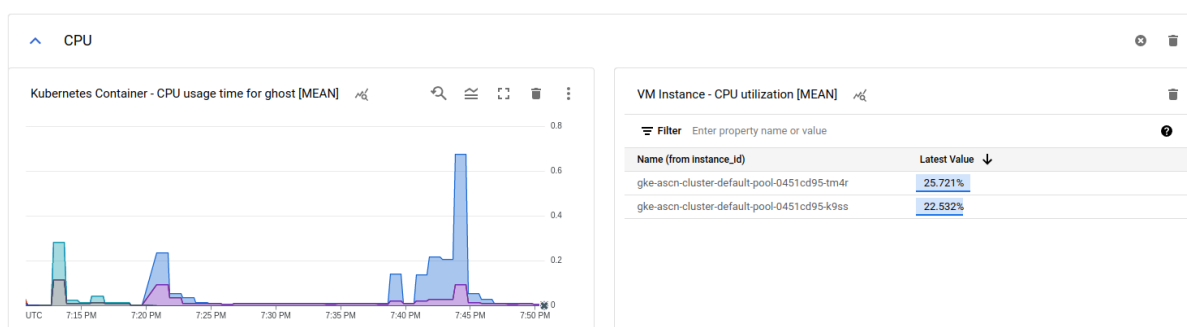 CPU
Kubernetes Container - CPU usage time for ghost [MEAN]
0.8
0.6
0.4
0.2
0
UTC 7:15 PM 7:20 PM 7:25 PM 7:30 PM 7:35 PM 7:40 PM 7:45 PM 7:50 PM
VM Instance - CPU utilization [MEAN]
Filter Enter property name or value
Name (from instance_id) Latest Value
gke-ascn-cluster-default-pool-0451cd95-tm4r 25.721%
gke-ascn-cluster-default-pool-0451cd95-k9ss 22.532%